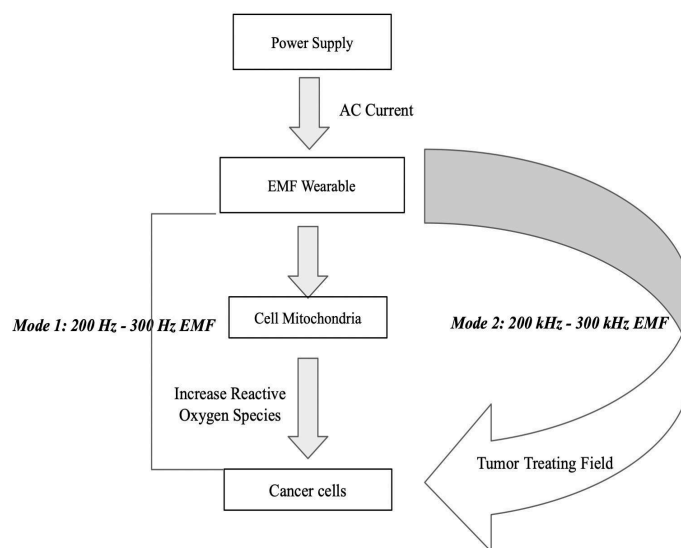 Power Supply
AC Current
EMF Wearable
Mode 1: 200 Hz - 300 Hz EMF
Cell Mitochondria
Mode 2: 200 kHz - 300 kHz EMF
Increase Reactive
Oxygen Species
Tumor Treating Field
Cancer cells